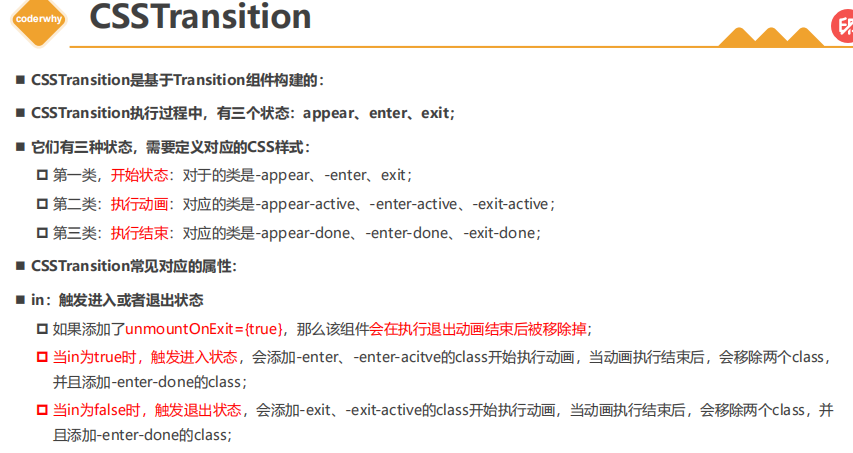 coderwhy
CSSTransition
印
■ CSSTransition是基于Transition组件构建的：
■ CSSTransition执行过程中，有三个状态：appear、enter、exit；
■ 它们有三种状态，需要定义对应的CSS样式：
第一类，开始状态：对于的类是-appear、-enter、exit；
第二类：执行动画：对应的类是-appear-active、-enter-active、-exit-active；
第三类：执行结束：对应的类是-appear-done、-enter-done、-exit-done；
■ CSSTransition常见对应的属性：
■ in：触发进入或者退出状态
如果添加了unmountOnExit={true}，那么该组件会在执行退出动画结束后被移除掉；
当in为true时，触发进入状态，会添加-enter、-enter-acitve的class开始执行动画，当动画执行结束后，会移除两个class，
并且添加-enter-done的class；
当in为false时，触发退出状态，会添加-exit、-exit-active的class开始执行动画，当动画执行结束后，会移除两个class，并
且添加-enter-done的class；